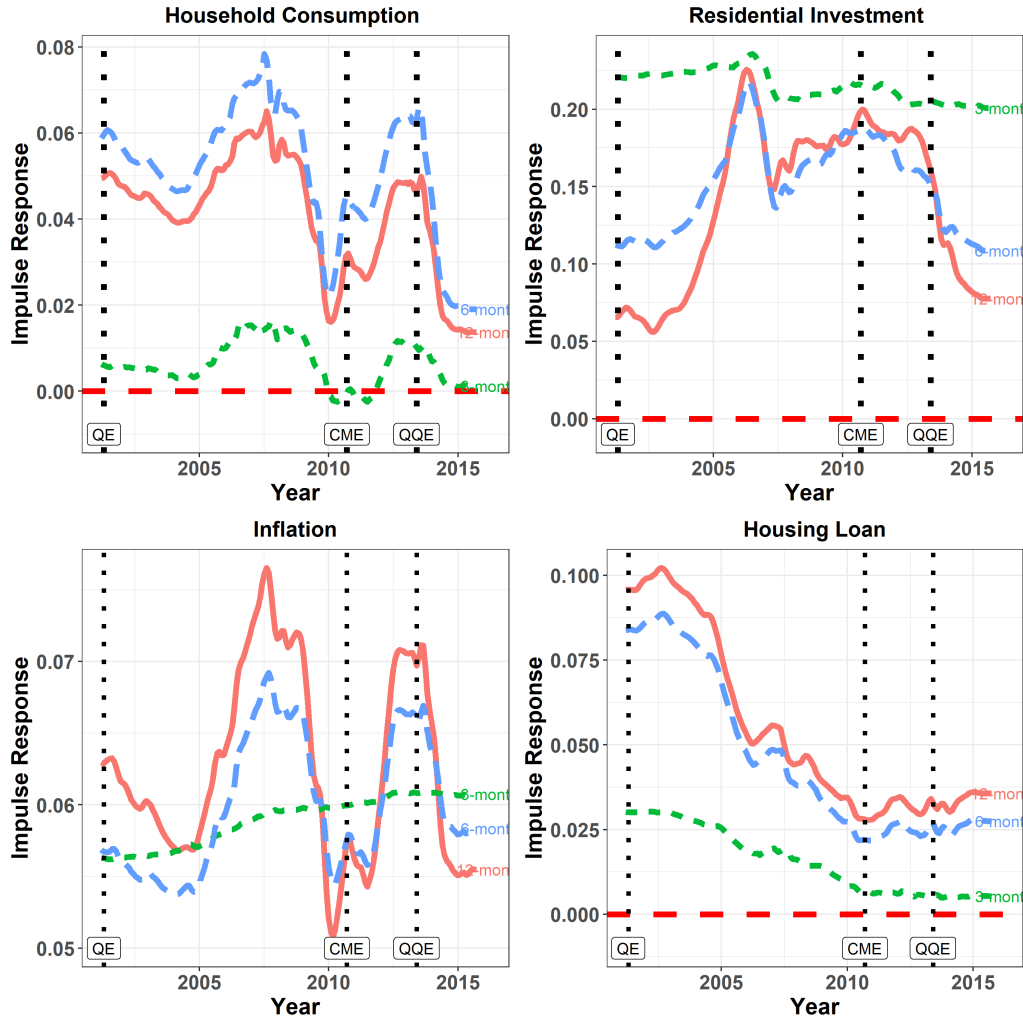 Household Consumption
Impulse Response
0.08
0.06
0.04
0.02
0.00
6-mont
12-mon
3-mont
QE
CME
QQE
2005
2010
2015
Year
Residential Investment
Impulse Response
0.20
0.15
0.10
0.05
0.00
3-mont
6-mont
12-mon
QE
CME
QQE
2005
2010
2015
Year
Inflation
Impulse Response
0.07
0.06
0.05
3-mont
6-mont
12-mon
QE
CME
QQE
2005
2010
2015
Year
Housing Loan
Impulse Response
0.100
0.075
0.050
0.025
0.000
12-mon
6-mont
3-mont
QE
CME
QQE
2005
2010
2015
Year